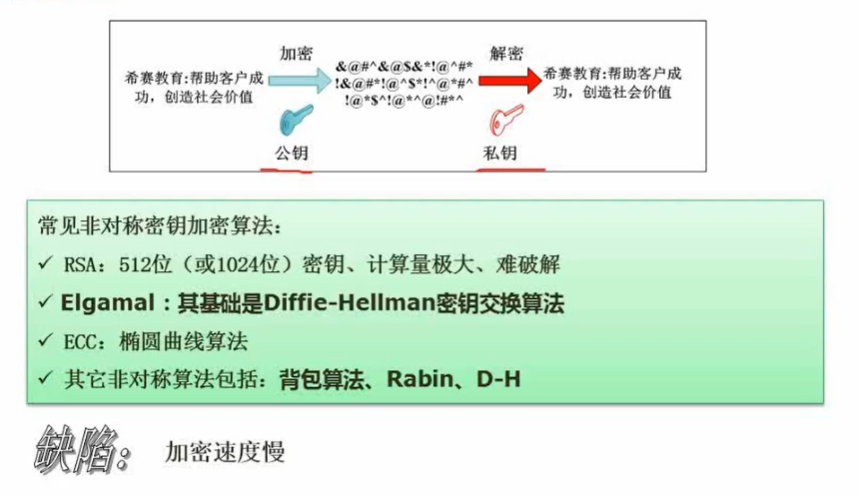 加密
解密
希赛教育:帮助客户成
功，创造社会价值
&@#^&@$&*!@^#*
!&@#*!@^$*!^@*#^
!@*$^!@*^@!#*^
希赛教育:帮助客户成
功，创造社会价值
公钥
私钥
常见非对称密钥加密算法：
✓ RSA：512位（或1024位）密钥、计算量极大、难破解
✓ Elgamal：其基础是Diffie-Hellman密钥交换算法
✓ ECC：椭圆曲线算法
✓ 其它非对称算法包括：背包算法、Rabin、D-H
缺陷： 加密速度慢